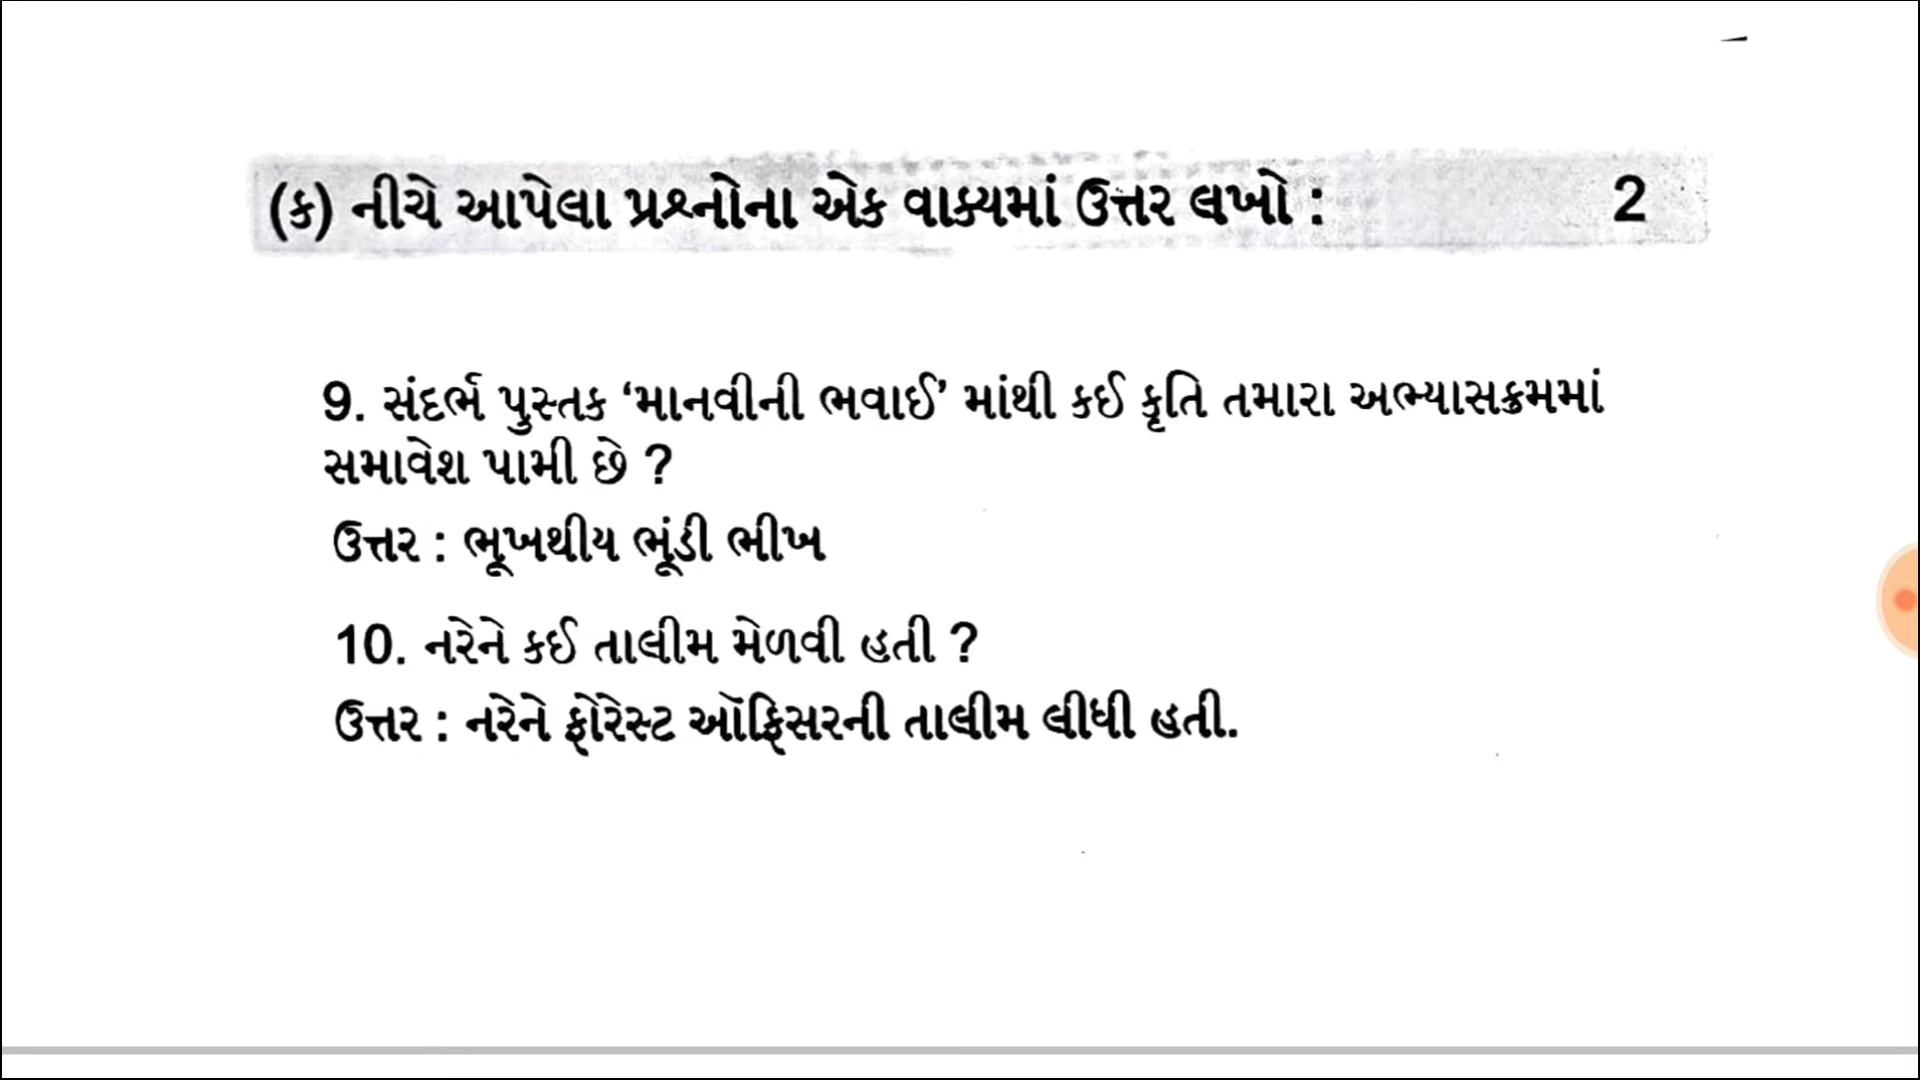 (ક) નીચે આપેલા પ્રશ્નોના એક વાક્યમાં ઉત્તર લખો : 2
9. સંદર્ભ પુસ્તક ‘માનવીની ભવાઈ’ માંથી કઈ કૃતિ તમારા અભ્યાસક્રમમાં
સમાવેશ પામી છે ?
ઉત્તર : ભૂખથીય ભૂંડી ભીખ
10. નરેને કઈ તાલીમ મેળવી હતી ?
ઉત્તર : નરેને ફોરેસ્ટ ઑફિસરની તાલીમ લીધી હતી.